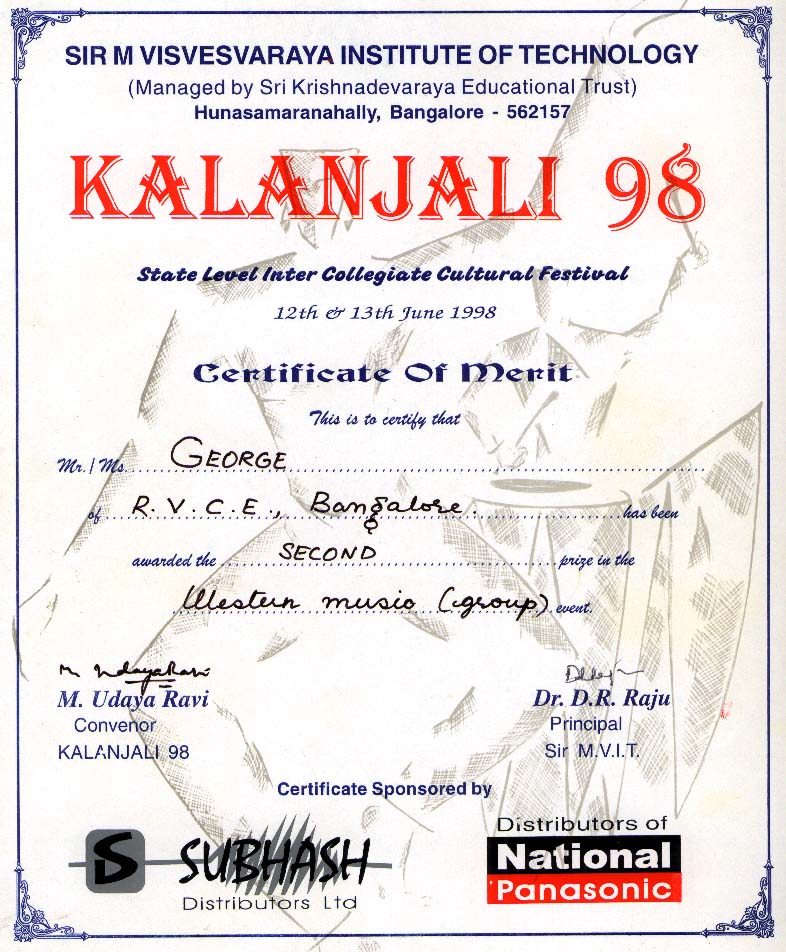 SIR M VISVESVARAYA INSTITUTE OF TECHNOLOGY
(Managed by Sri Krishnadevaraya Educational Trust)
Hunasamaranahally, Bangalore - 562157
KALANJALI 98
State Level Inter Collegiate Cultural Festival
12th & 13th June 1998
Certificate Of Merit
This is to certify that
Mr./Ms. GEORGE
of R.V.C.E., Bangalore. has been
awarded the SECOND prize in the
Western music (group) event.
M. UdayaRavi
M. Udaya Ravi
Convenor
KALANJALI 98
Dr. D.R. Raju
Principal
Sir M.V.I.T.
Certificate Sponsored by
S SUBHASH
Distributors Ltd
Distributors of
National
Panasonic